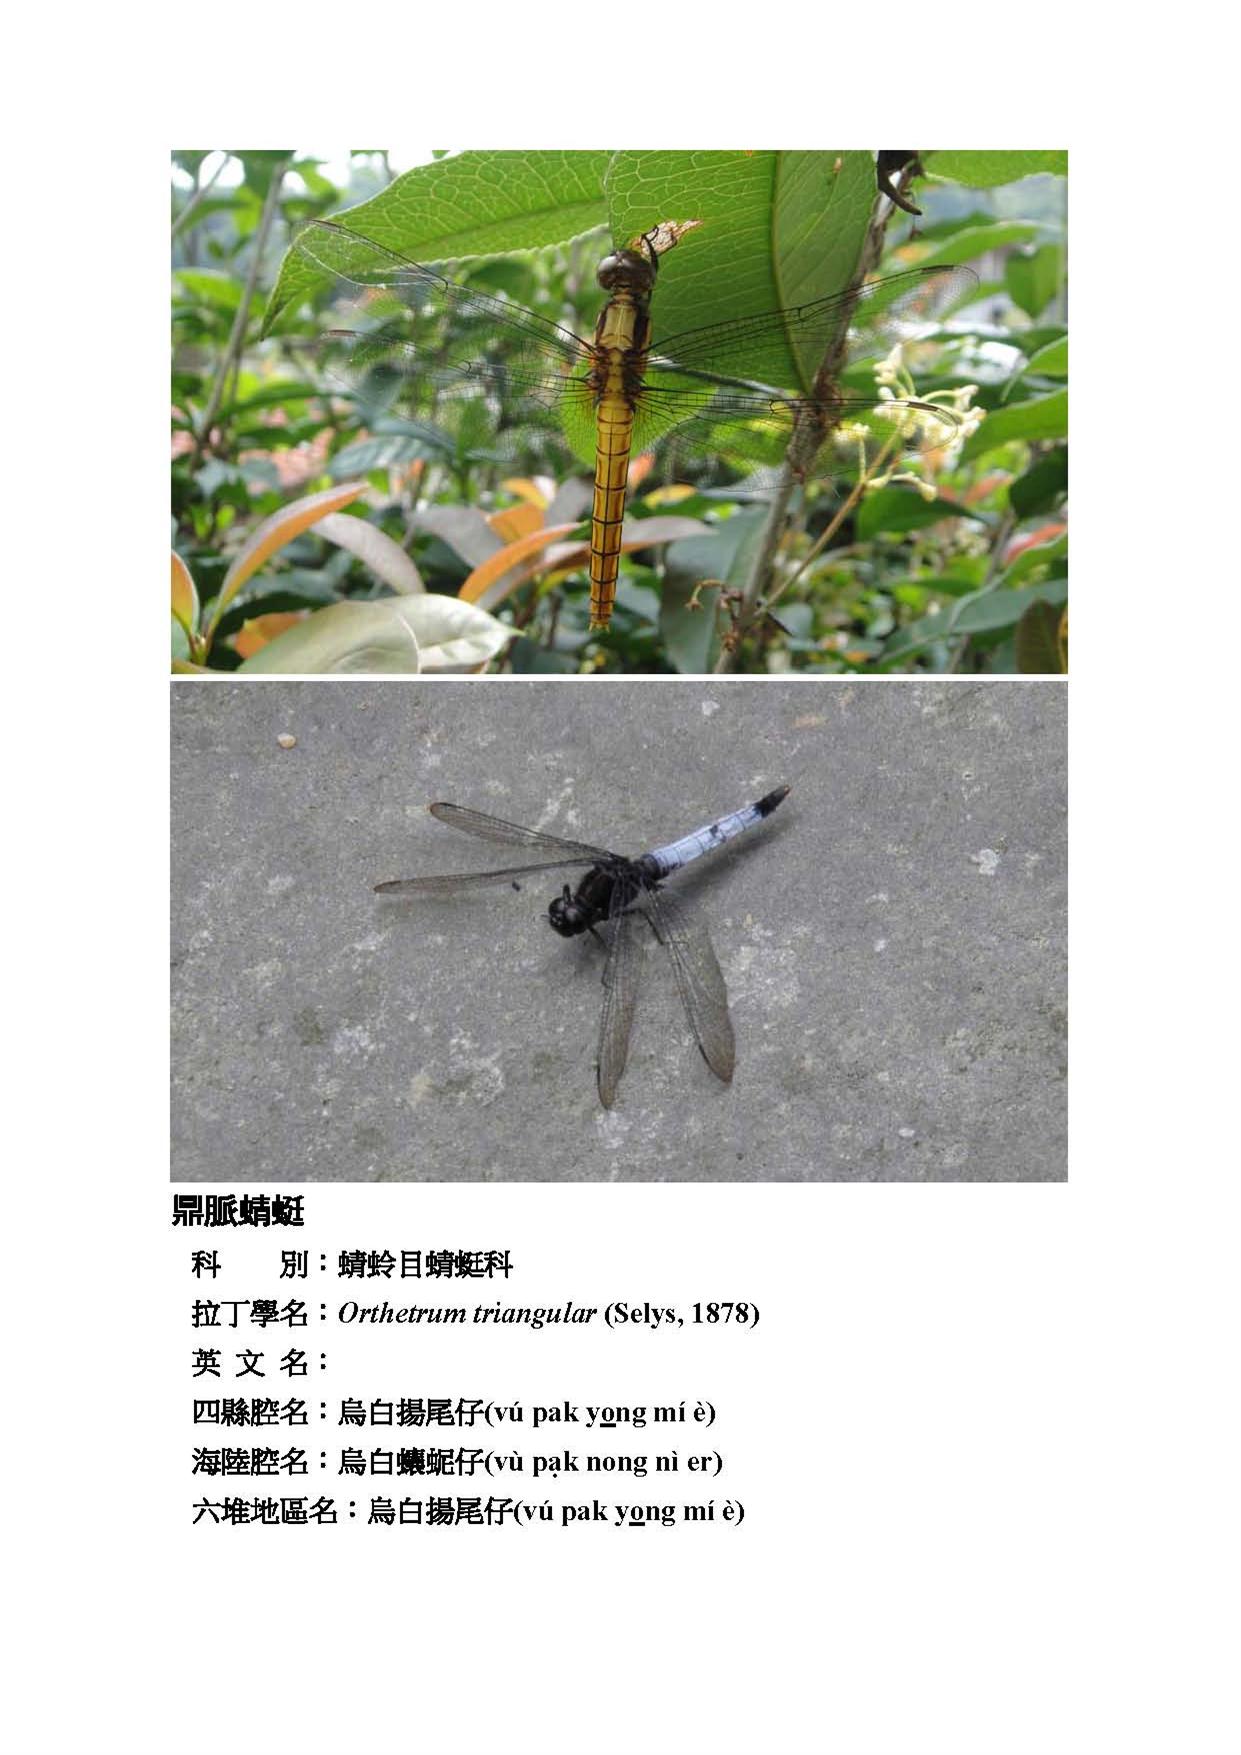 鼎脈蜻蜓
科　　別：蜻蛉目蜻蜓科
拉丁學名：Orthetrum triangular (Selys, 1878)
英 文 名：
四縣腔名：烏白揚尾仔(vú pak yong mí è)
海陸腔名：烏白蠰蜺仔(vù pa̩k nong nì er)
六堆地區名：烏白揚尾仔(vú pak yong mí è)